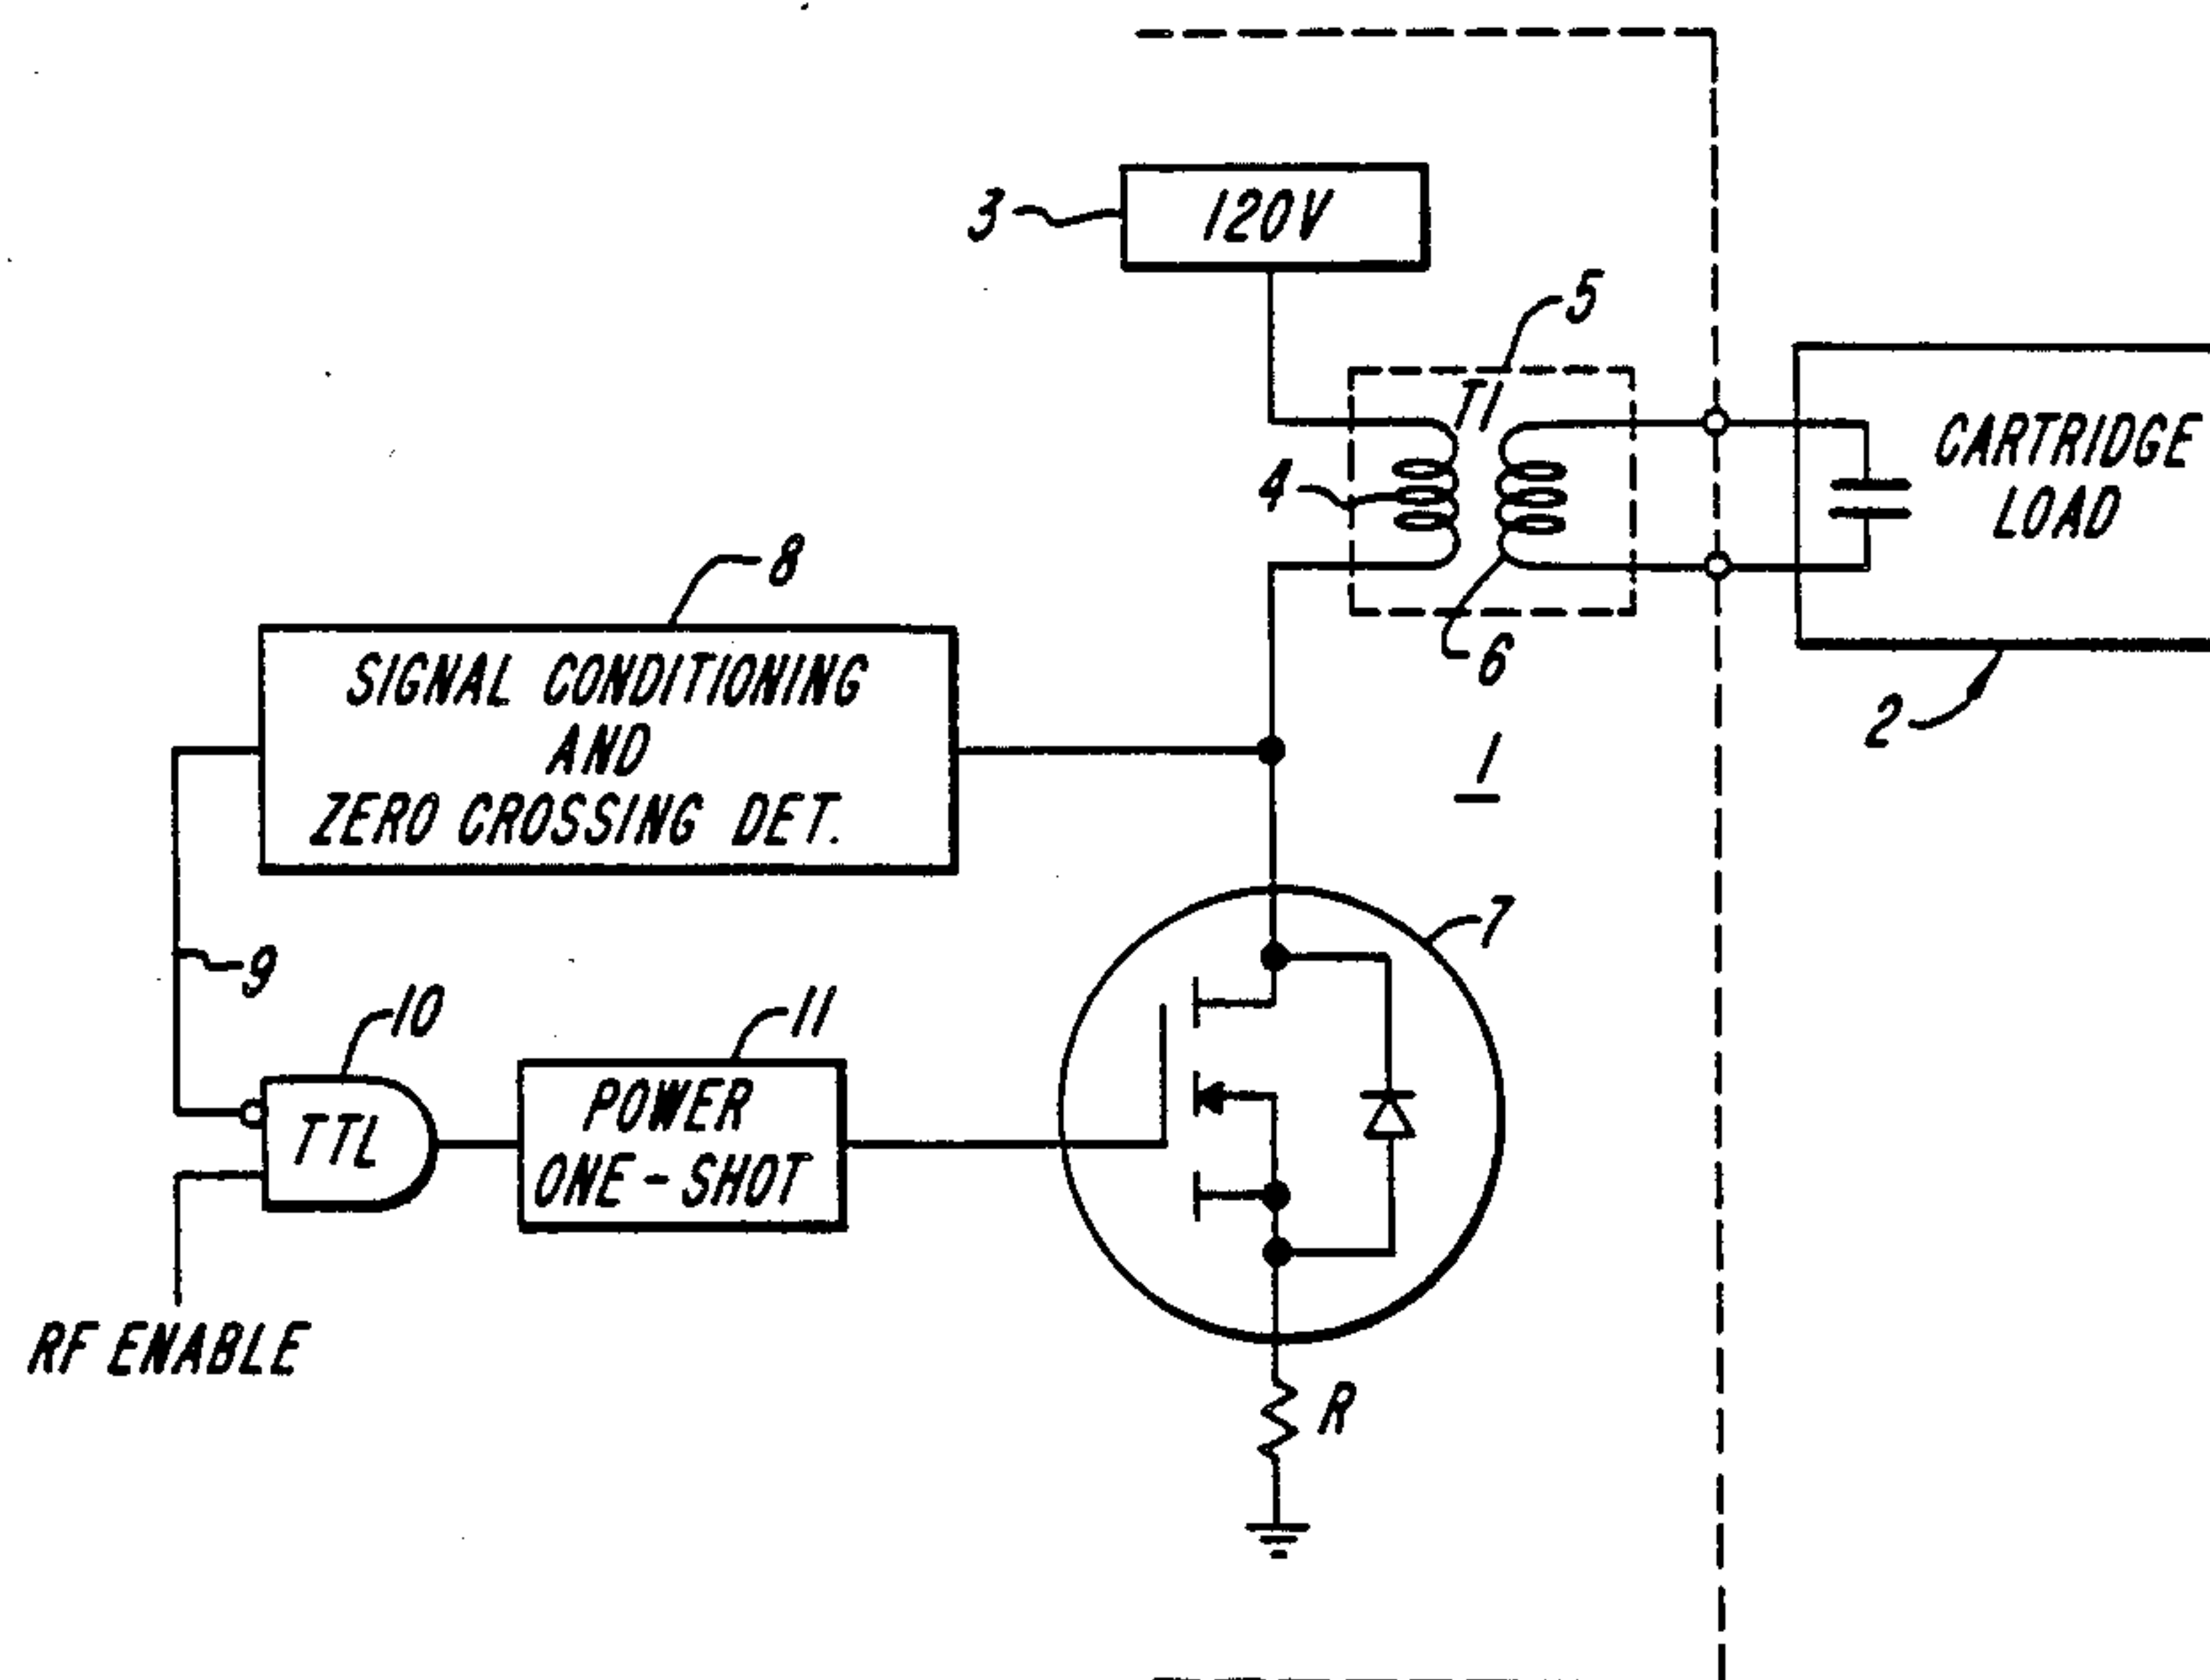 3
120V
5
T1
4
CARTRIDGE
LOAD
8
6
SIGNAL CONDITIONING
AND
ZERO CROSSING DET.
2
1
7
9
10
11
TTL
POWER
ONE-SHOT
RF ENABLE
R